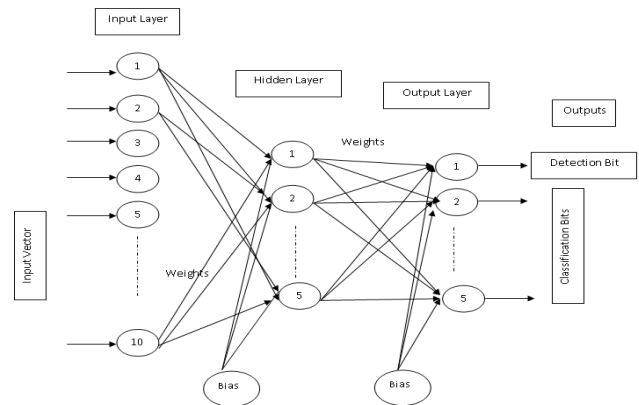 Input Layer
Hidden Layer
Output Layer
Outputs
1
2
3
4
5
10
Input Vector
Weights
1
2
5
Bias
Weights
1
2
5
Bias
Detection Bit
Classification Bits